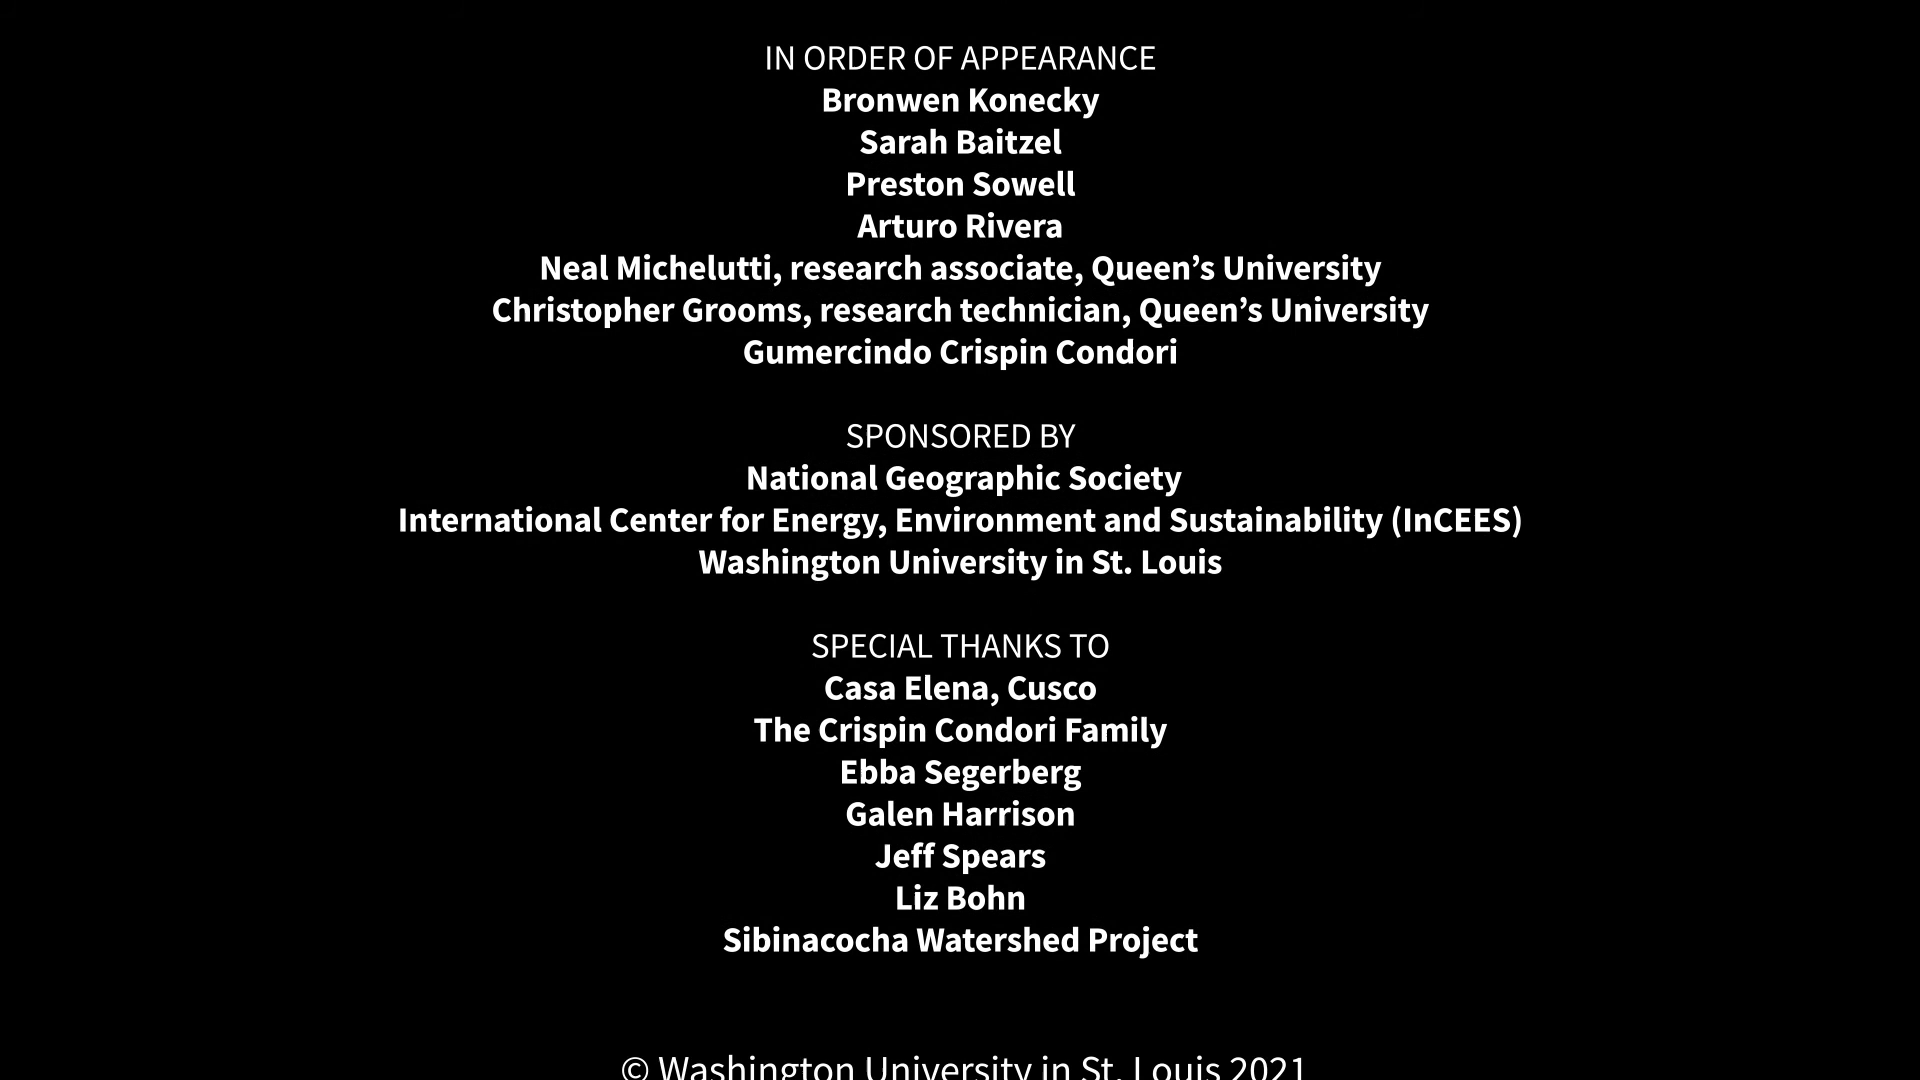 IN ORDER OF APPEARANCE
Bronwen Konecky
Sarah Baitzel
Preston Sowell
Arturo Rivera
Neal Michelutti, research associate, Queen’s University
Christopher Grooms, research technician, Queen’s University
Gumercindo Crispin Condori
SPONSORED BY
National Geographic Society
International Center for Energy, Environment and Sustainability (InCEES)
Washington University in St. Louis
SPECIAL THANKS TO
Casa Elena, Cusco
The Crispin Condori Family
Ebba Segerberg
Galen Harrison
Jeff Spears
Liz Bohn
Sibinacocha Watershed Project
© Washington University in St. Louis 2021